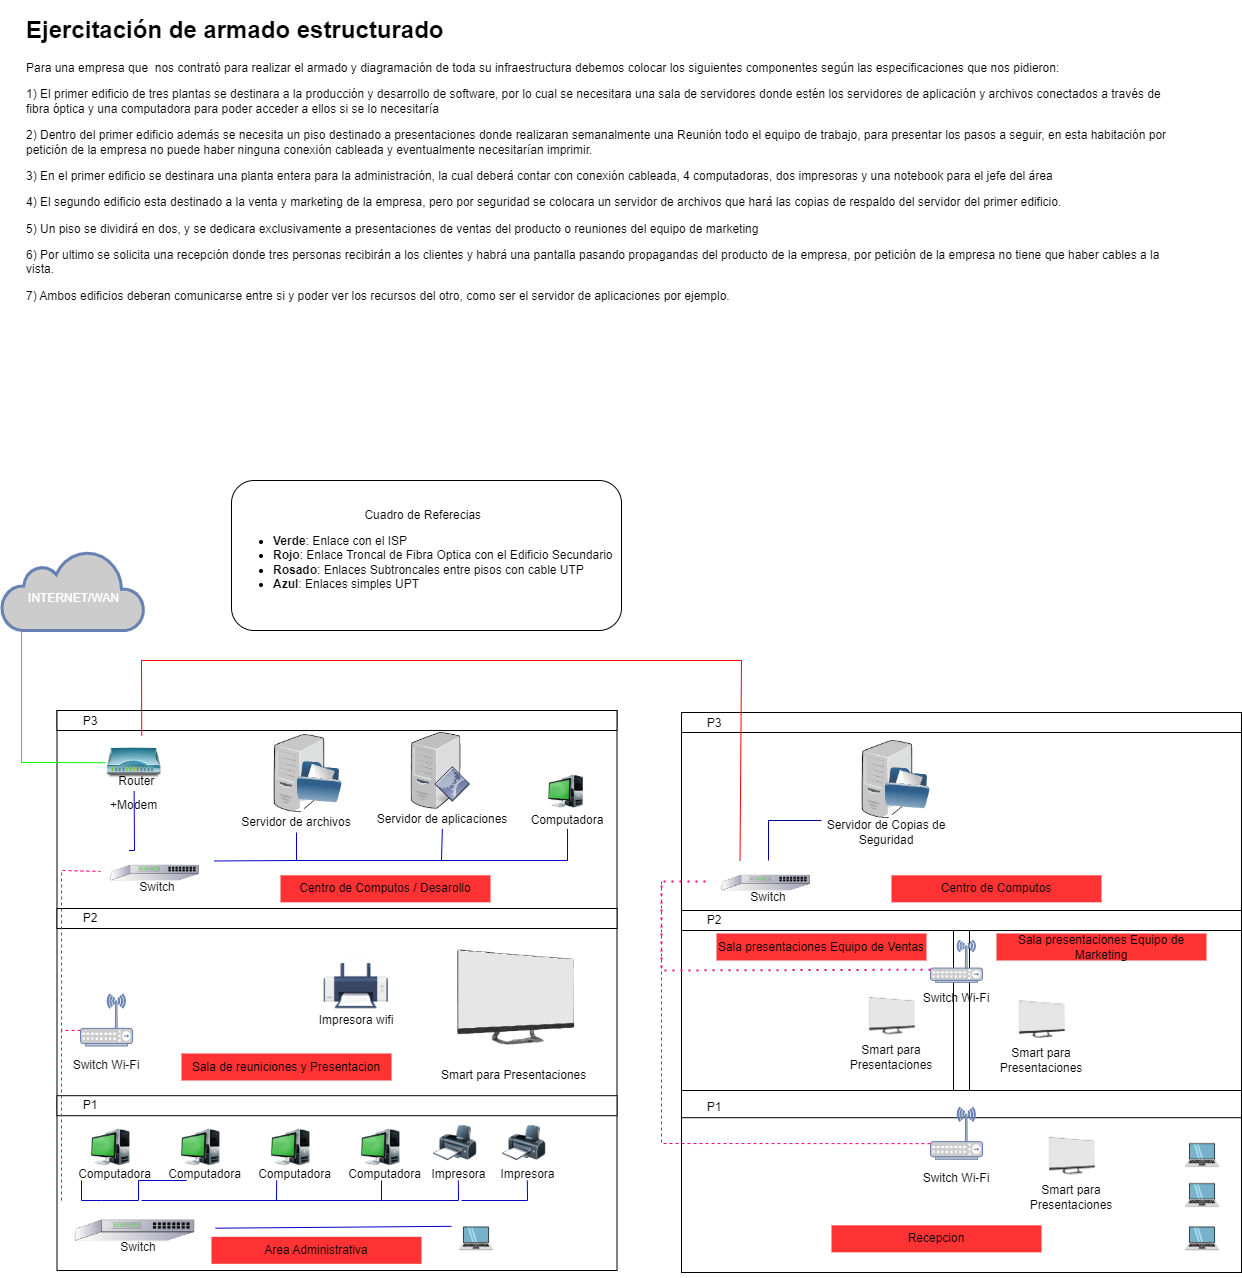 Ejercitación de armado estructurado
Para una empresa que  nos contrató para realizar el armado y diagramación de toda su infraestructura debemos colocar los siguientes componentes según las especificaciones que nos pidieron:
1) El primer edificio de tres plantas se destinara a la producción y desarrollo de software, por lo cual se necesitara una sala de servidores donde estén los servidores de aplicación y archivos conectados a través de
fibra óptica y una computadora para poder acceder a ellos si se lo necesitaría
2) Dentro del primer edificio además se necesita un piso destinado a presentaciones donde realizaran semanalmente una Reunión todo el equipo de trabajo, para presentar los pasos a seguir, en esta habitación por
petición de la empresa no puede haber ninguna conexión cableada y eventualmente necesitarían imprimir.
3) En el primer edificio se destinara una planta entera para la administración, la cual deberá contar con conexión cableada, 4 computadoras, dos impresoras y una notebook para el jefe del área
4) El segundo edificio esta destinado a la venta y marketing de la empresa, pero por seguridad se colocara un servidor de archivos que hará las copias de respaldo del servidor del primer edificio.
5) Un piso se dividirá en dos, y se dedicara exclusivamente a presentaciones de ventas del producto o reuniones del equipo de marketing
6) Por ultimo se solicita una recepción donde tres personas recibirán a los clientes y habrá una pantalla pasando propagandas del producto de la empresa, por petición de la empresa no tiene que haber cables a la
vista.
7) Ambos edificios deberan comunicarse entre si y poder ver los recursos del otro, como ser el servidor de aplicaciones por ejemplo.
Cuadro de Referecias
• Verde: Enlace con el ISP
• Rojo: Enlace Troncal de Fibra Optica con el Edificio Secundario
• Rosado: Enlaces Subtroncales entre pisos con cable UTP
• Azul: Enlaces simples UPT
INTERNET/WAN
P3
Router
+Modem
Servidor de archivos
Servidor de aplicaciones
Computadora
Switch
Centro de Computos / Desarollo
P2
Impresora wifi
Switch Wi-Fi
Sala de reuniciones y Presentacion
Smart para Presentaciones
P1
Computadora
Computadora
Computadora
Computadora
Impresora
Impresora
Switch
Area Administrativa
P3
Servidor de Copias de
Seguridad
Switch
Centro de Computos
P2
Sala presentaciones Equipo de Ventas
Sala presentaciones Equipo de
Marketing
Switch Wi-Fi
Smart para
Presentaciones
Smart para
Presentaciones
P1
Switch Wi-Fi
Smart para
Presentaciones
Recepcion